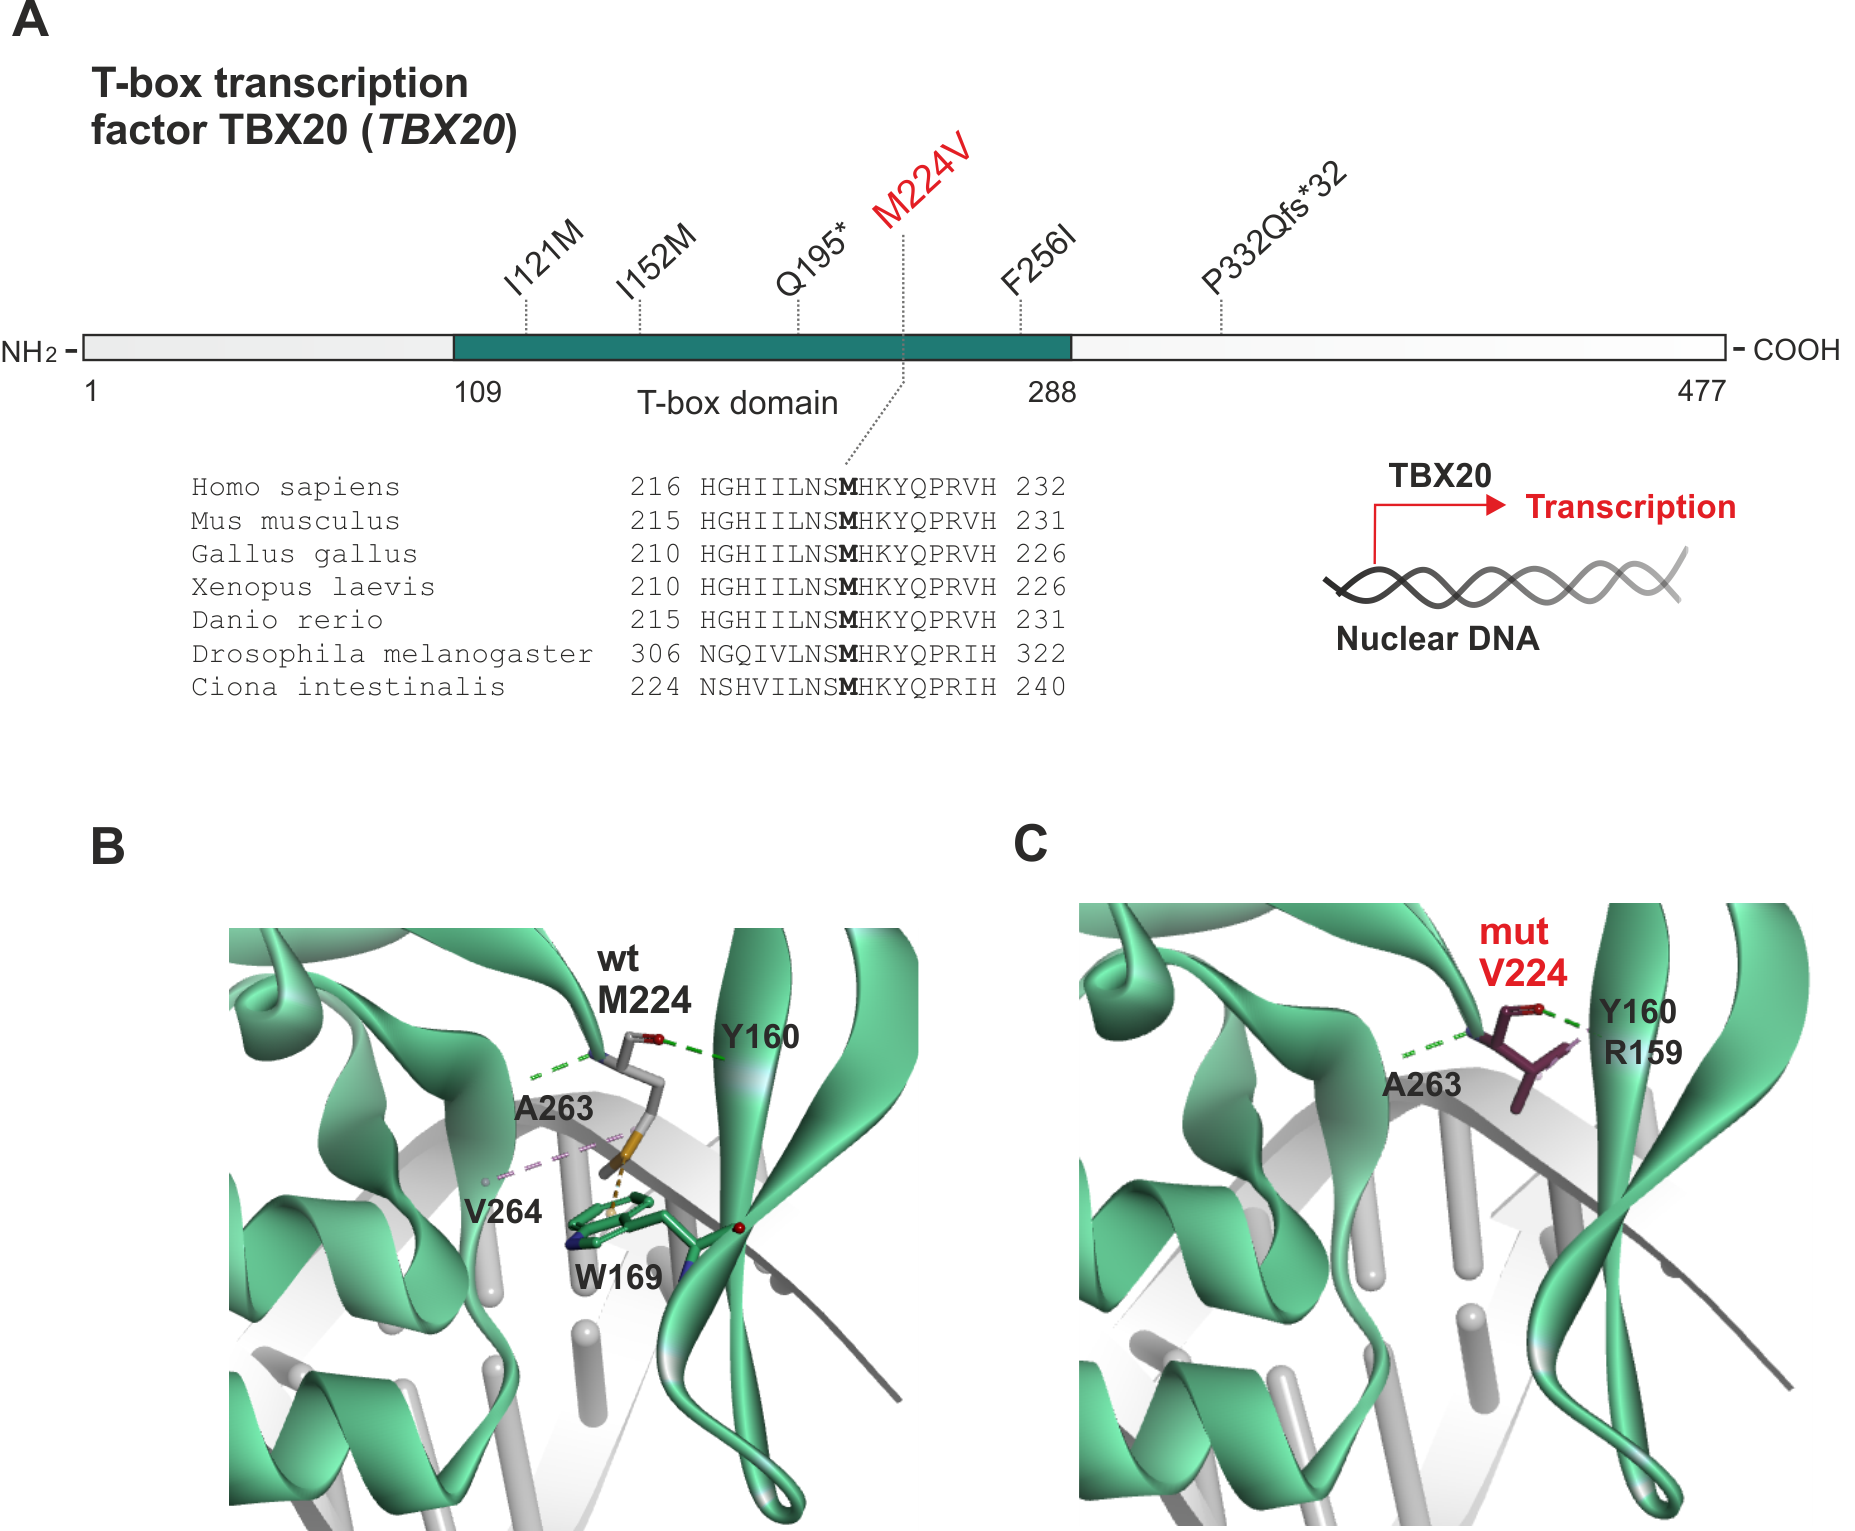 A
T-box transcription
factor TBX20 (TBX20)
I121M
I152M
Q195*
M224V
F256I
P332Qfs*32
NH2
COOH
1
109
T-box domain
288
477
Homo sapiens 216 HGHIILNSMHKYQPRVH 232
Mus musculus 215 HGHIILNSMHKYQPRVH 231
Gallus gallus 210 HGHIILNSMHKYQPRVH 226
Xenopus laevis 210 HGHIILNSMHKYQPRVH 226
Danio rerio 215 HGHIILNSMHKYQPRVH 231
Drosophila melanogaster 306 NGQIVLNSMHRYQPRIH 322
Ciona intestinalis 224 NSHVILNSMHKYQPRIH 240
TBX20
Transcription
Nuclear DNA
B
wt
M224
Y160
A263
V264
W169
C
mut
V224
Y160
R159
A263